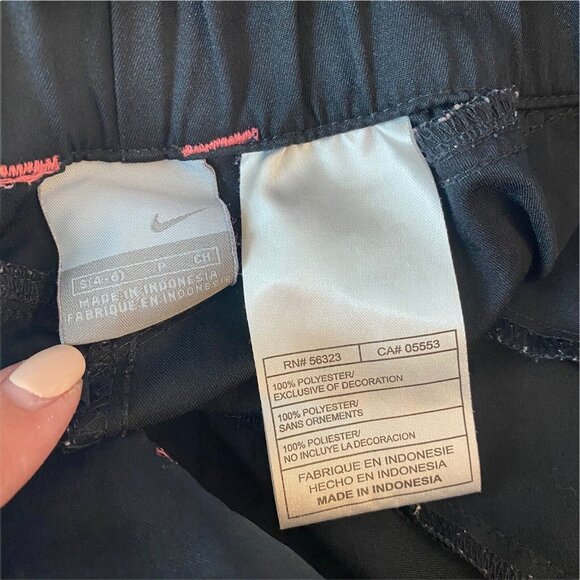 S(4-6) P CH
MADE IN INDONESIA
FABRIQUE EN INDONESIE
RN# 56323 CA# 05553
100% POLYESTER/
EXCLUSIVE OF DECORATION
100% POLYESTER/
SANS ORNEMENTS
100% POLIESTER/
NO INCLUYE LA DECORACION
FABRIQUE EN INDONESIE
HECHO EN INDONESIA
MADE IN INDONESIA